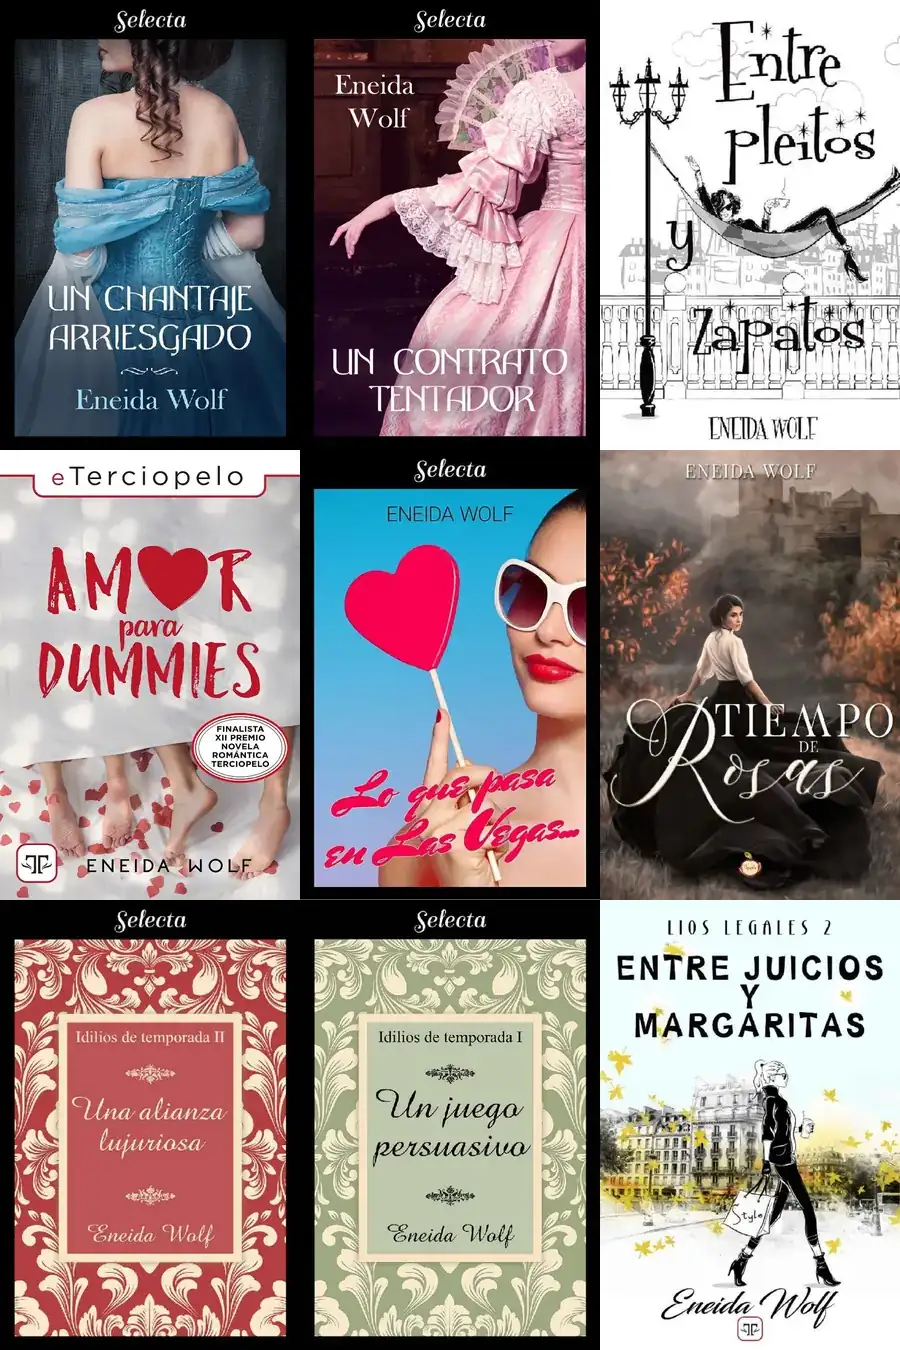 Selecta
UN CHANTAJE
ARRIESGADO
Eneida Wolf
Selecta
Eneida
Wolf
UN CONTRATO
TENTADOR
Entre
pleitos
y
zapatos
ENEIDA WOLF
eTerciopelo
AMOR
para
DUMMIES
FINALISTA
XII PREMIO
NOVELA
ROMÁNTICA
TERCIOPELO
ENEIDA WOLF
Selecta
ENEIDA WOLF
Lo que pasa
en Las Vegas...
ENEIDA WOLF
TIEMPO
DE
Rosas
Selecta
Idilios de temporada II
Una alianza
lujuriosa
Eneida Wolf
Selecta
Idilios de temporada I
Un juego
persuasivo
Eneida Wolf
LIOS LEGALES 2
ENTRE JUICIOS
Y
MARGARITAS
Style
Eneida Wolf